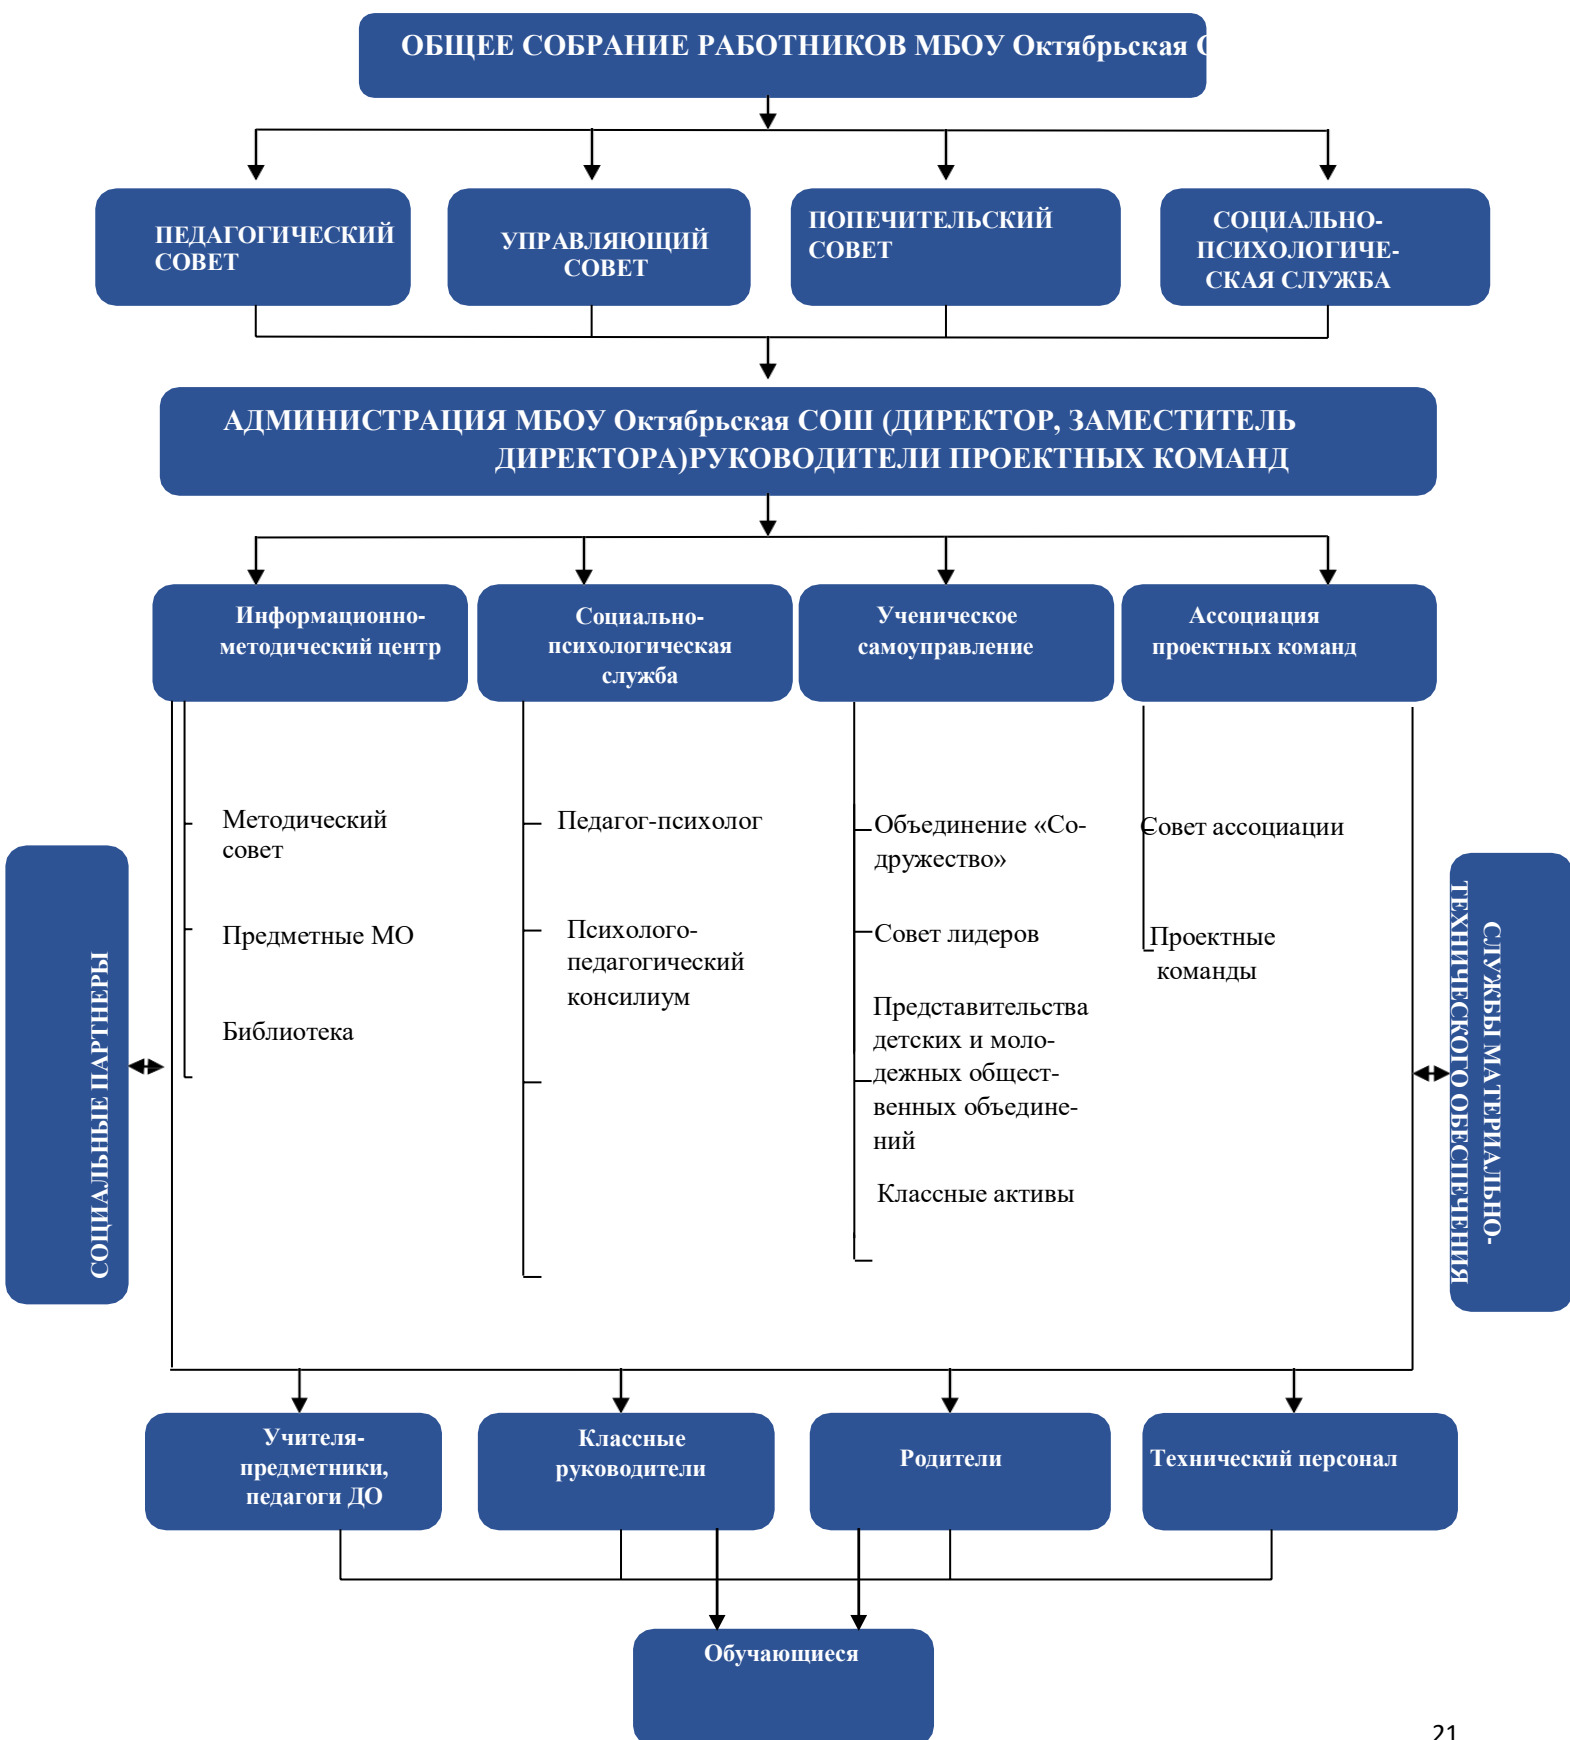 ОБЩЕЕ СОБРАНИЕ РАБОТНИКОВ МБОУ Октябрьская
ПЕДАГОГИЧЕСКИЙ
СОВЕТ
УПРАВЛЯЮЩИЙ
СОВЕТ
ПОПЕЧИТЕЛЬСКИЙ
СОВЕТ
СОЦИАЛЬНО-
ПСИХОЛОГИЧЕ-
СКАЯ СЛУЖБА
АДМИНИСТРАЦИЯ МБОУ Октябрьская СОШ (ДИРЕКТОР, ЗАМЕСТИТЕЛЬ
ДИРЕКТОРА)РУКОВОДИТЕЛИ ПРОЕКТНЫХ КОМАНД
Информационно-
методический центр
Социально-
психологическая
служба
Ученическое
самоуправление
Ассоциация
проектных команд
Методический
совет
Предметные МО
Библиотека
Педагог-психолог
Психолого-
педагогический
консилиум
Объединение «Со-
дружество»
Совет лидеров
Представительства
детских и моло-
дежных общест-
венных объедине-
ний
Классные активы
Совет ассоциации
Проектные
команды
СОЦИАЛЬНЫЕ ПАРТНЕРЫ
СЛУЖБЫ МАТЕРИАЛЬНО-
ТЕХНИЧЕСКОГО ОБЕСПЕЧЕНИЯ
Учителя-
предметники,
педагоги ДО
Классные
руководители
Родители
Технический персонал
Обучающиеся
21